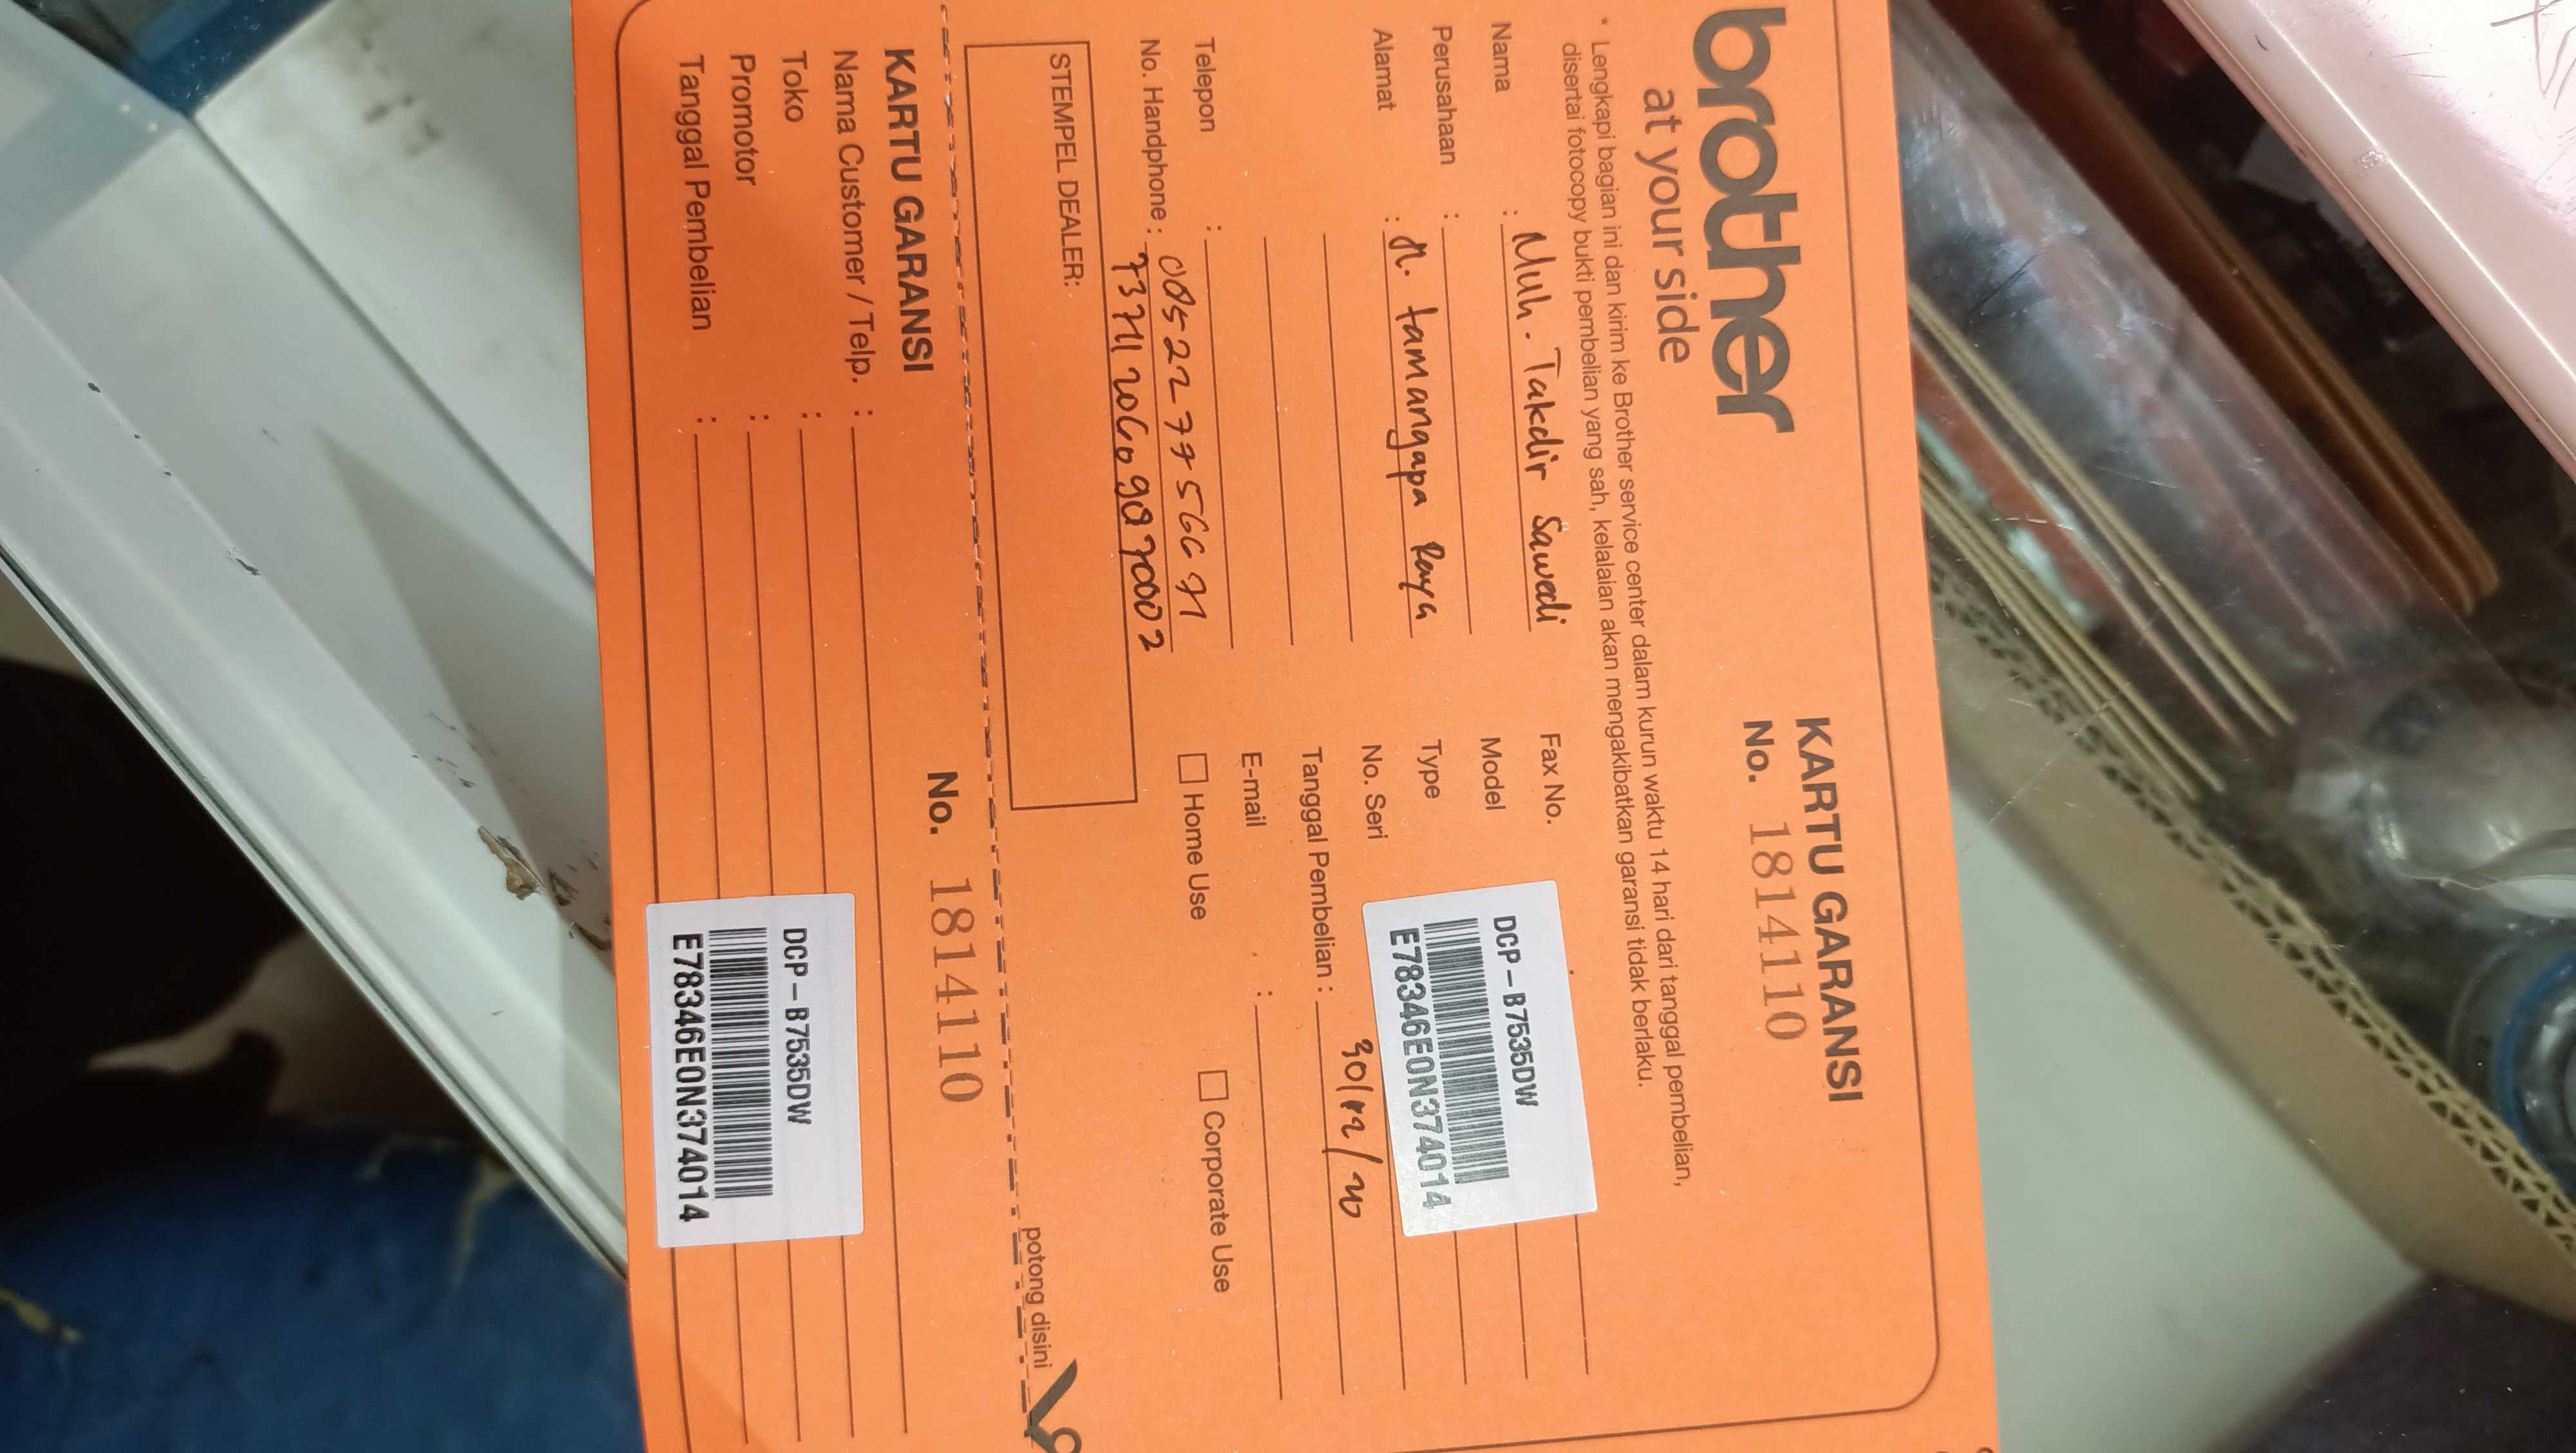 brother
at your side
KARTU GARANSI
No. 1814110
* Lengkapi bagian ini dan kirim ke Brother service center dalam kurun waktu 14 hari dari tanggal pembelian,
disertai fotocopy bukti pembelian yang sah, kelalaian akan mengakibatkan garansi tidak berlaku.
Nama : Muh. Takdir Sawedi
Perusahaan :
Alamat : Jl. tamangapa Raya
Telepon :
No. Handphone : 085227795667 71
STEMPEL DEALER:
Fax No.
Model
Type
No. Seri
DCP-B7535DW
E78346E0N374014
Tanggal Pembelian : 30/12/20
E-mail :
Home Use
Corporate Use
potong disini
KARTU GARANSI
No. 1814110
Nama Customer / Telp. :
Toko :
Promotor :
Tanggal Pembelian :
DCP-B7535DW
E78346E0N374014